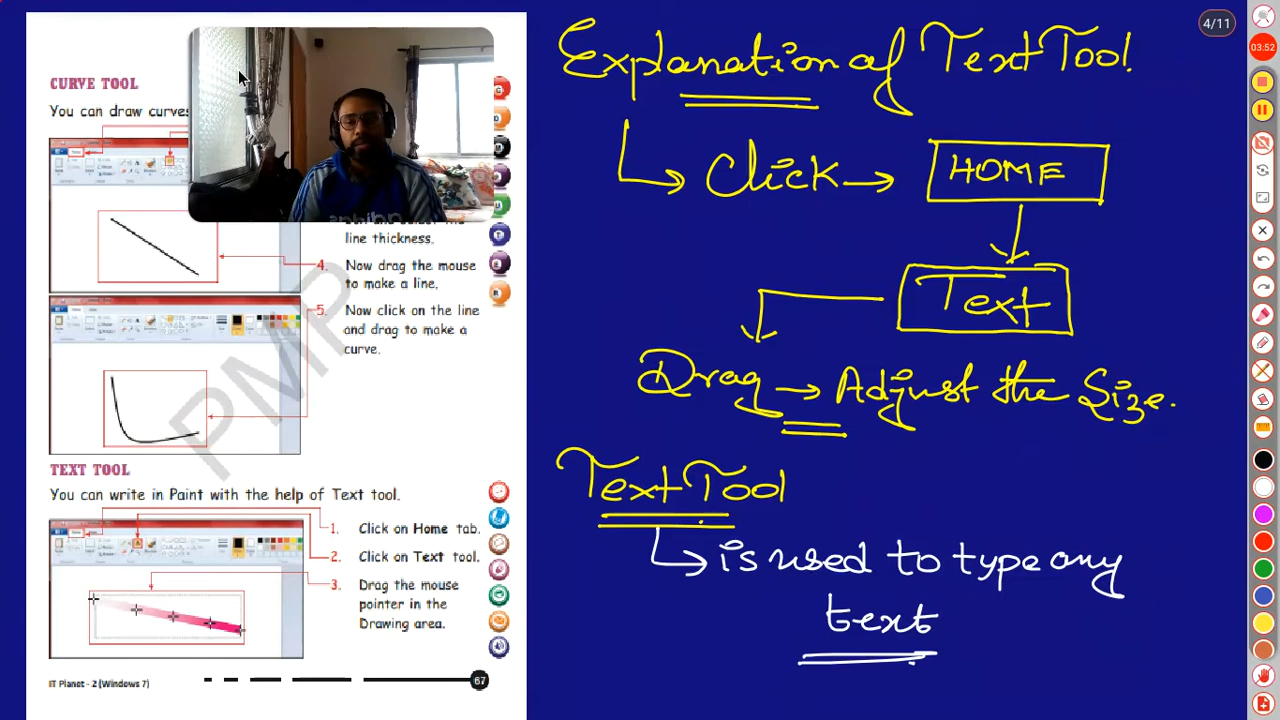 CURVE TOOL
You can draw curves
line thickness.
4. Now drag the mouse
to make a line.
5. Now click on the line
and drag to make a
curve.
PMP
TEXT TOOL
You can write in Paint with the help of Text tool.
1. Click on Home tab.
2. Click on Text tool.
3. Drag the mouse
pointer in the
Drawing area.
IT Planet - 2 (Windows 7)
67
Explanation of Text Tool
Click → HOME
Text
Drag → Adjust the Size.
Text Tool
is used to type any
text
4/11
03:52